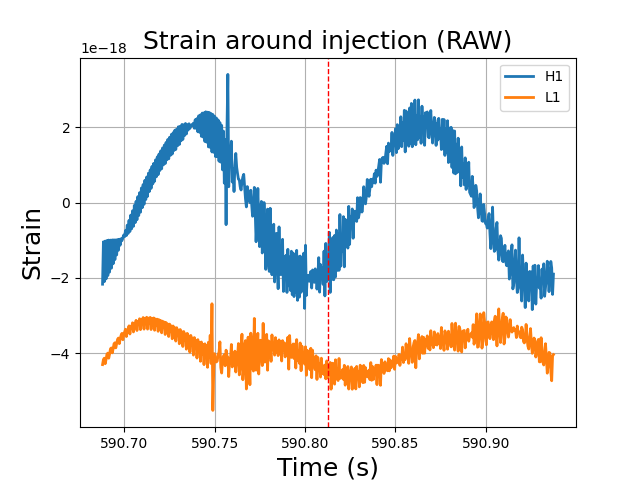 Strain around injection (RAW)
1e−18
H1
L1
2
0
−2
−4
Strain
590.70 590.75 590.80 590.85 590.90
Time (s)